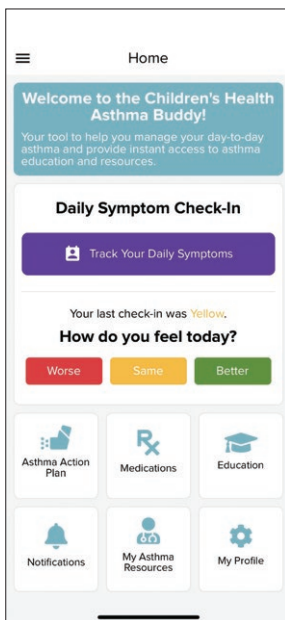 Home
Welcome to the Children's Health
Asthma Buddy!
Your tool to help you manage your day-to-day
asthma and provide instant access to asthma
education and resources.
Daily Symptom Check-In
Track Your Daily Symptoms
Your last check-in was Yellow.
How do you feel today?
Worse
Same
Better
Asthma Action
Plan
Medications
Education
Notifications
My Asthma
Resources
My Profile